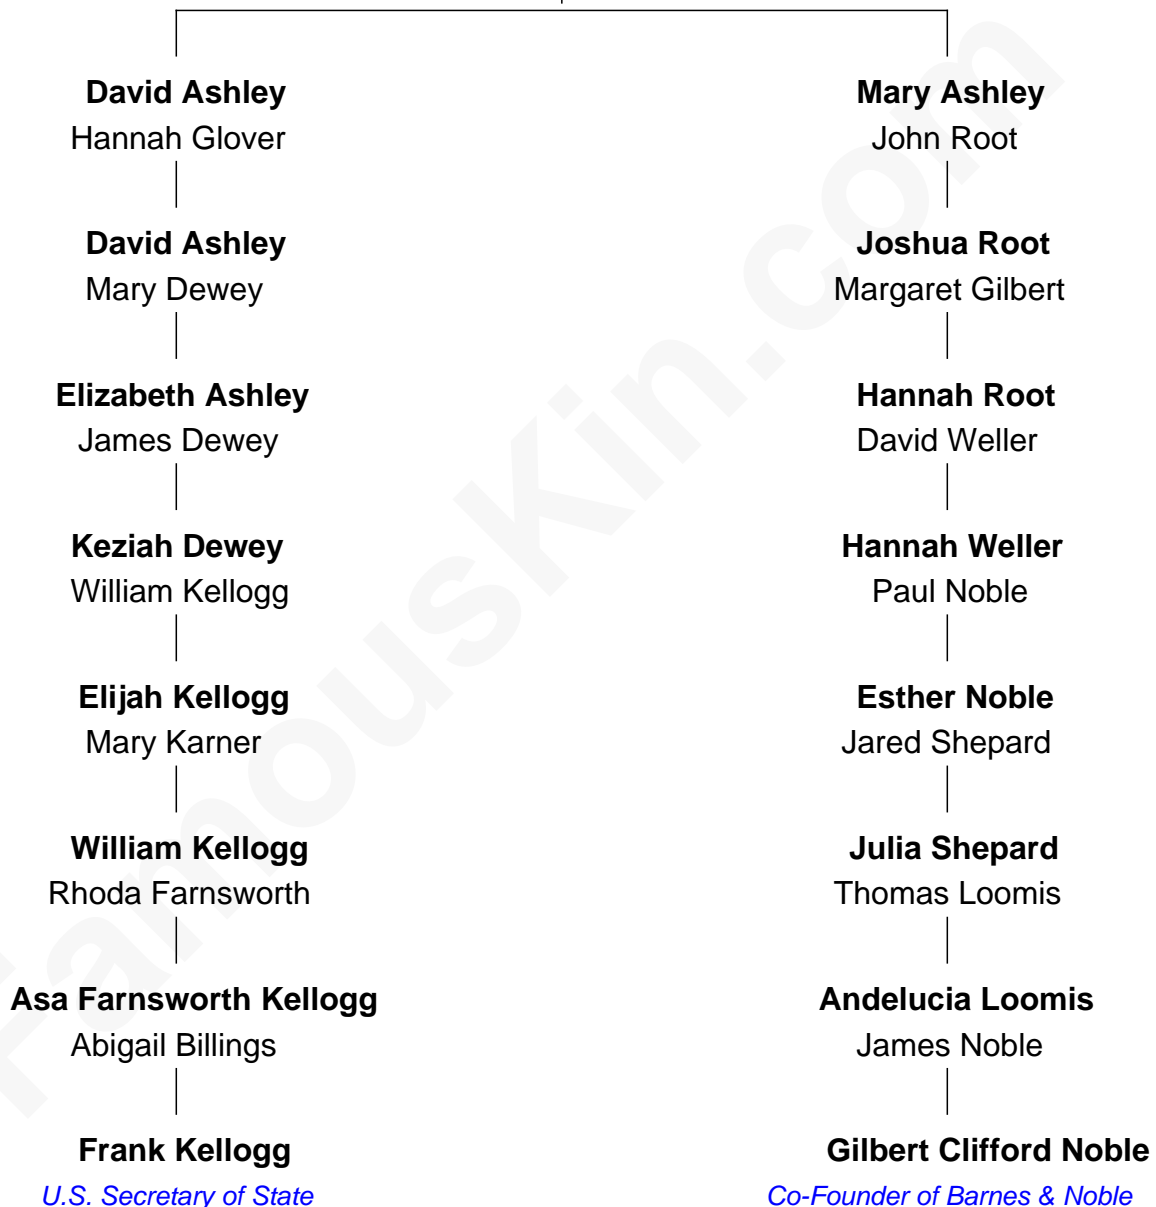 David Ashley
Hannah Glover
David Ashley
Mary Dewey
Elizabeth Ashley
James Dewey
Keziah Dewey
William Kellogg
Elijah Kellogg
Mary Karner
William Kellogg
Rhoda Farnsworth
Asa Farnsworth Kellogg
Abigail Billings
Frank Kellogg
U.S. Secretary of State
Mary Ashley
John Root
Joshua Root
Margaret Gilbert
Hannah Root
David Weller
Hannah Weller
Paul Noble
Esther Noble
Jared Shepard
Julia Shepard
Thomas Loomis
Andelucia Loomis
James Noble
Gilbert Clifford Noble
Co-Founder of Barnes & Noble
FamousKin.com